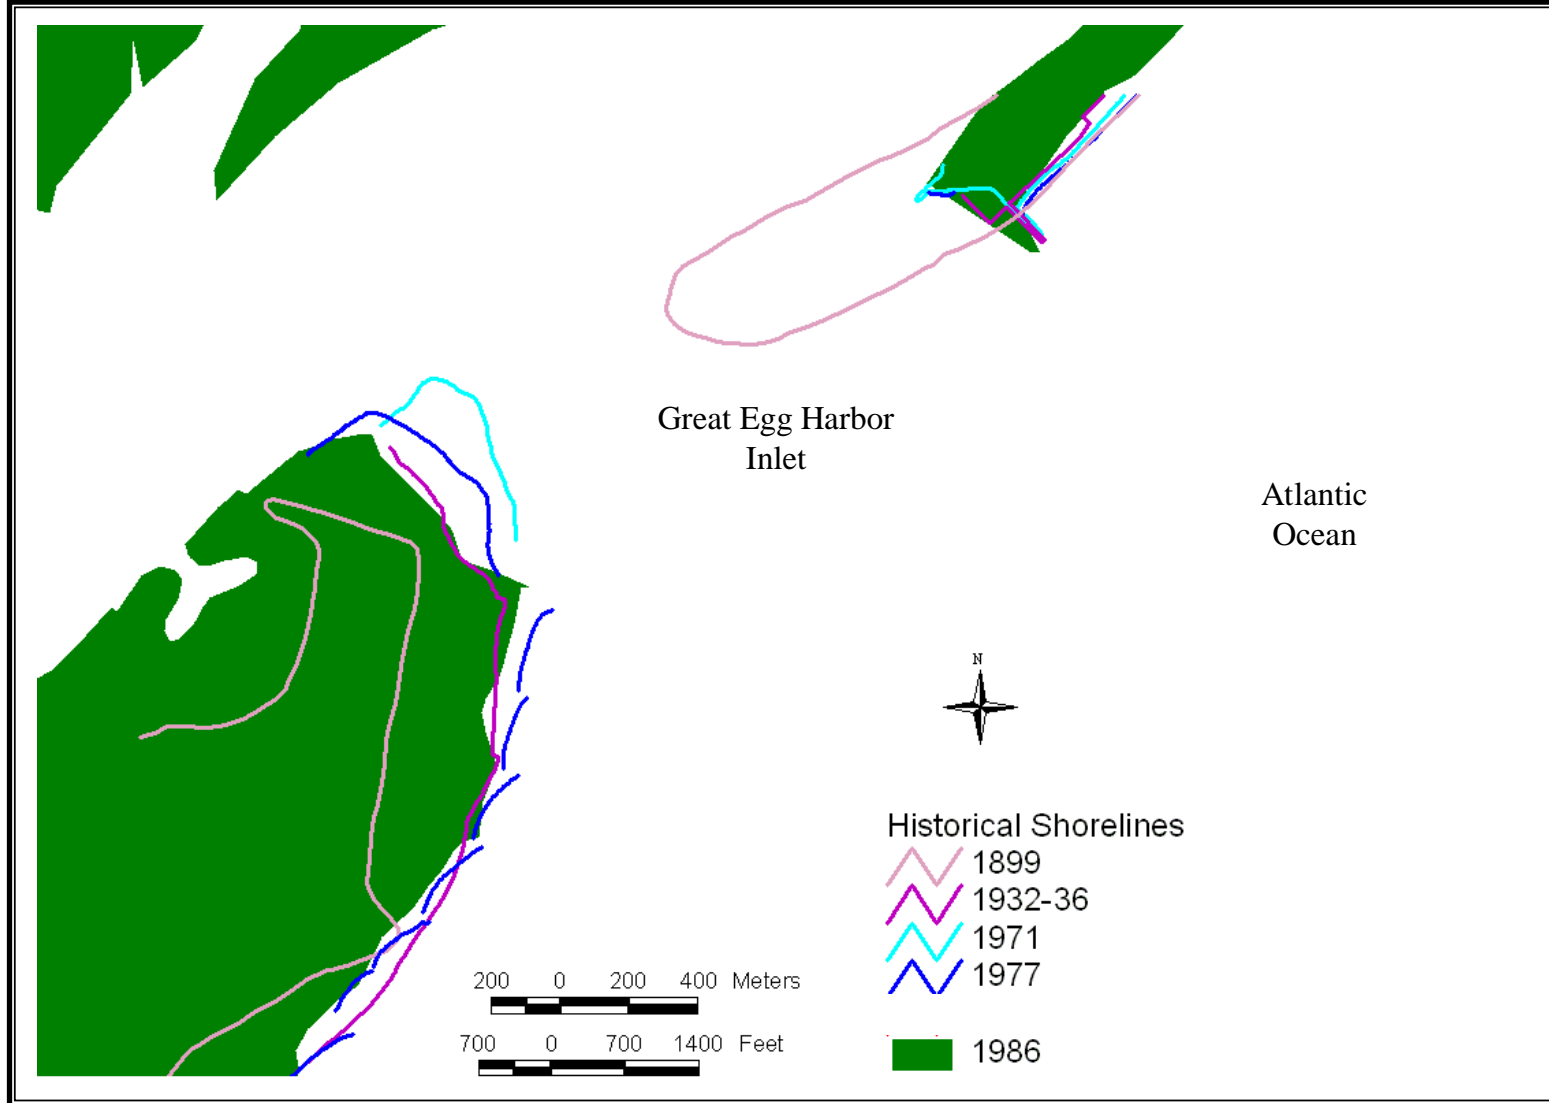 Great Egg Harbor
Inlet
Atlantic
Ocean
N
Historical Shorelines
1899
1932-36
1971
1977
1986
200 0 200 400 Meters
700 0 700 1400 Feet